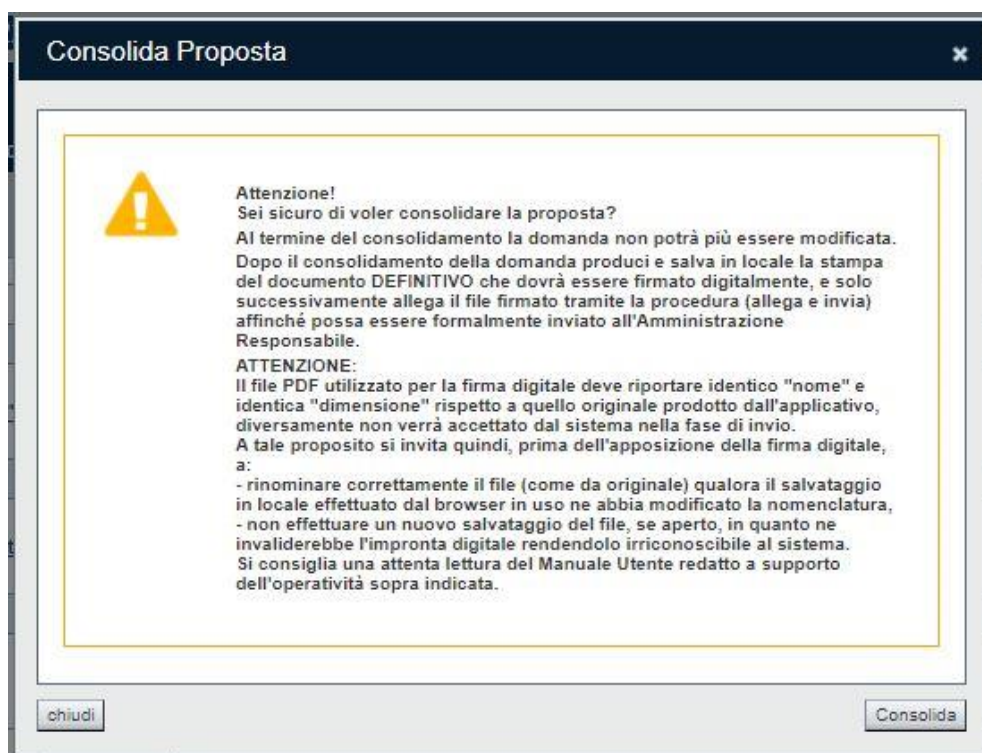 Consolida Proposta
Attenzione!
Sei sicuro di voler consolidare la proposta?
Al termine del consolidamento la domanda non potrà più essere modificata.
Dopo il consolidamento della domanda produci e salva in locale la stampa
del documento DEFINITIVO che dovrà essere firmato digitalmente, e solo
successivamente allega il file firmato tramite la procedura (allega e invia)
affinché possa essere formalmente inviato all'Amministrazione
Responsabile.
ATTENZIONE:
Il file PDF utilizzato per la firma digitale deve riportare identico "nome" e
identica "dimensione" rispetto a quello originale prodotto dall'applicativo,
diversamente non verrà accettato dal sistema nella fase di invio.
A tale proposito si invita quindi, prima dell'apposizione della firma digitale,
a:
- rinominare correttamente il file (come da originale) qualora il salvataggio
in locale effettuato dal browser in uso ne abbia modificato la nomenclatura,
- non effettuare un nuovo salvataggio del file, se aperto, in quanto ne
invaliderebbe l'impronta digitale rendendolo irriconoscibile al sistema.
Si consiglia una attenta lettura del Manuale Utente redatto a supporto
dell'operatività sopra indicata.
chiudi
Consolida